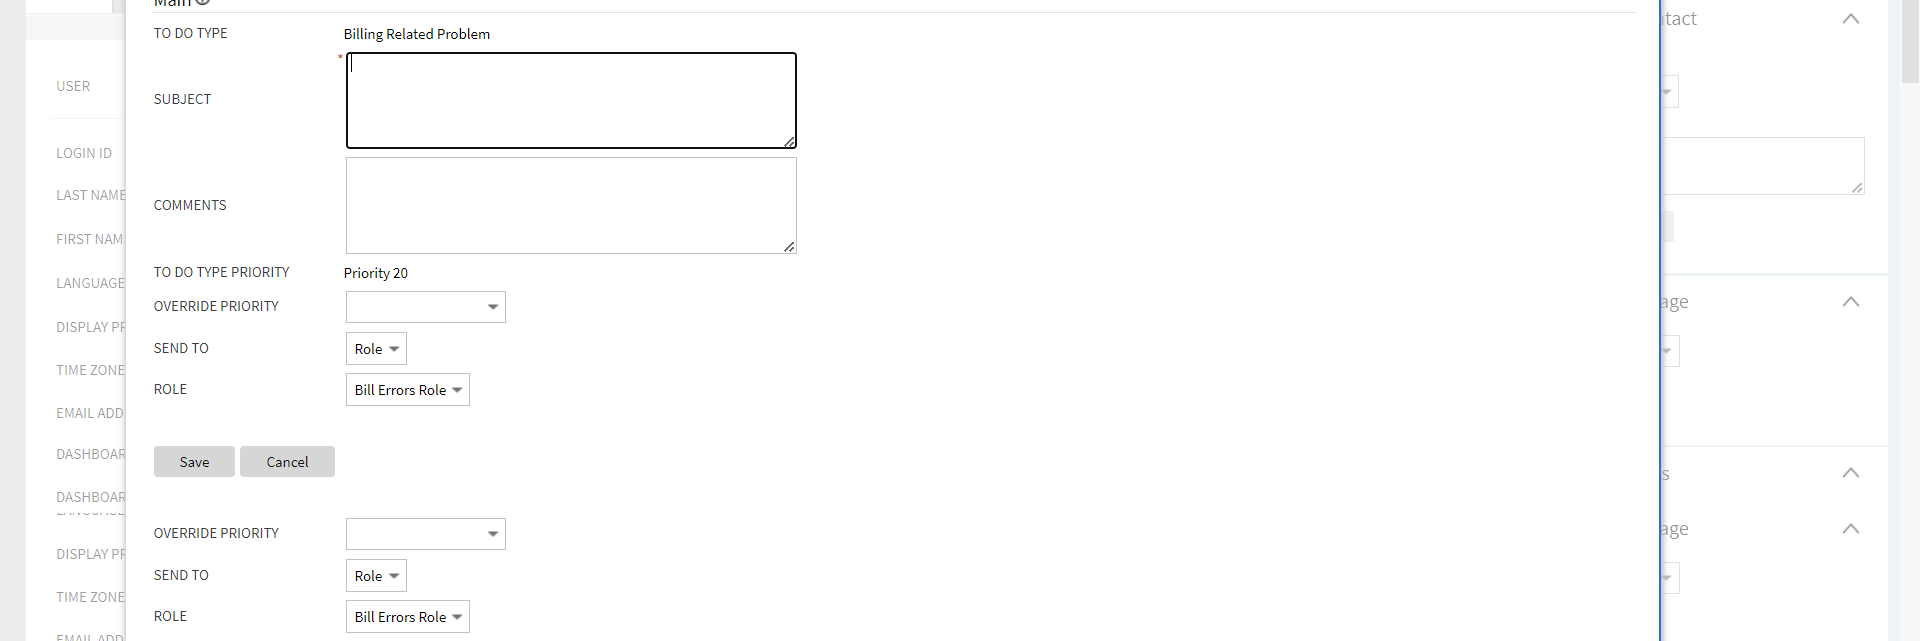 Main
TO DO TYPE Billing Related Problem
*
SUBJECT
COMMENTS
TO DO TYPE PRIORITY Priority 20
OVERRIDE PRIORITY
SEND TO Role
ROLE Bill Errors Role
Save Cancel
OVERRIDE PRIORITY
SEND TO Role
ROLE Bill Errors Role
USER
LOGIN ID
LAST NAME
FIRST NAM
LANGUAGE
DISPLAY PR
TIME ZONE
EMAIL ADD
DASHBOAR
DASHBOAR
DISPLAY PR
TIME ZONE
EMAIL ADD
ntact
age
s
age